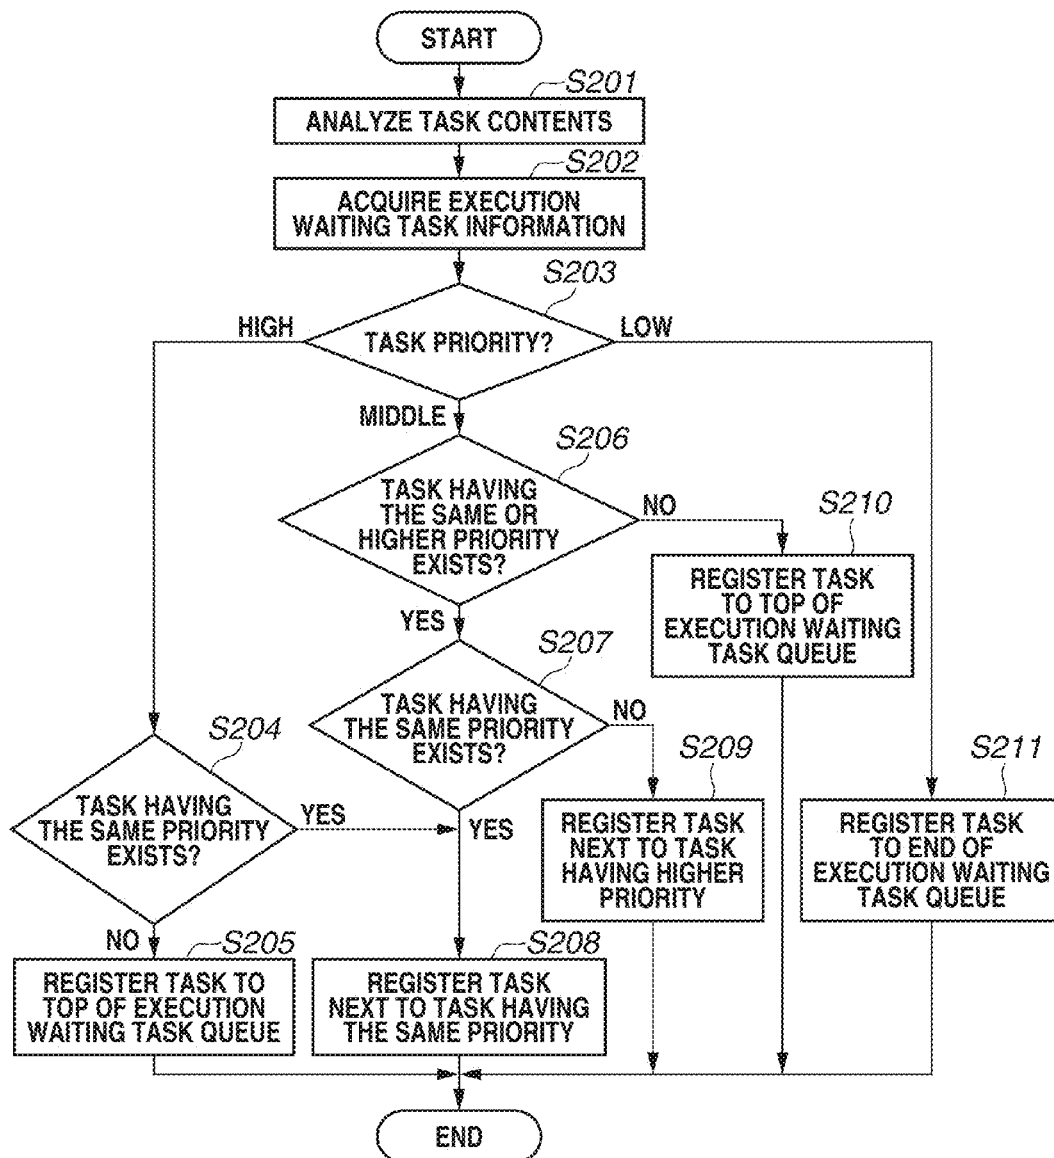 START
S201
ANALYZE TASK CONTENTS
S202
ACQUIRE EXECUTION
WAITING TASK INFORMATION
S203
HIGH
TASK PRIORITY?
LOW
MIDDLE
S206
TASK HAVING
THE SAME OR
HIGHER PRIORITY
EXISTS?
NO
S210
REGISTER TASK
TO TOP OF
EXECUTION WAITING
TASK QUEUE
YES
S207
TASK HAVING
THE SAME PRIORITY
EXISTS?
NO
S204
TASK HAVING
THE SAME PRIORITY
EXISTS?
YES
YES
S209
REGISTER TASK
NEXT TO TASK
HAVING HIGHER
PRIORITY
S211
REGISTER TASK
TO END OF
EXECUTION WAITING
TASK QUEUE
NO
S205
REGISTER TASK TO
TOP OF EXECUTION
WAITING TASK QUEUE
S208
REGISTER TASK
NEXT TO TASK HAVING
THE SAME PRIORITY
END